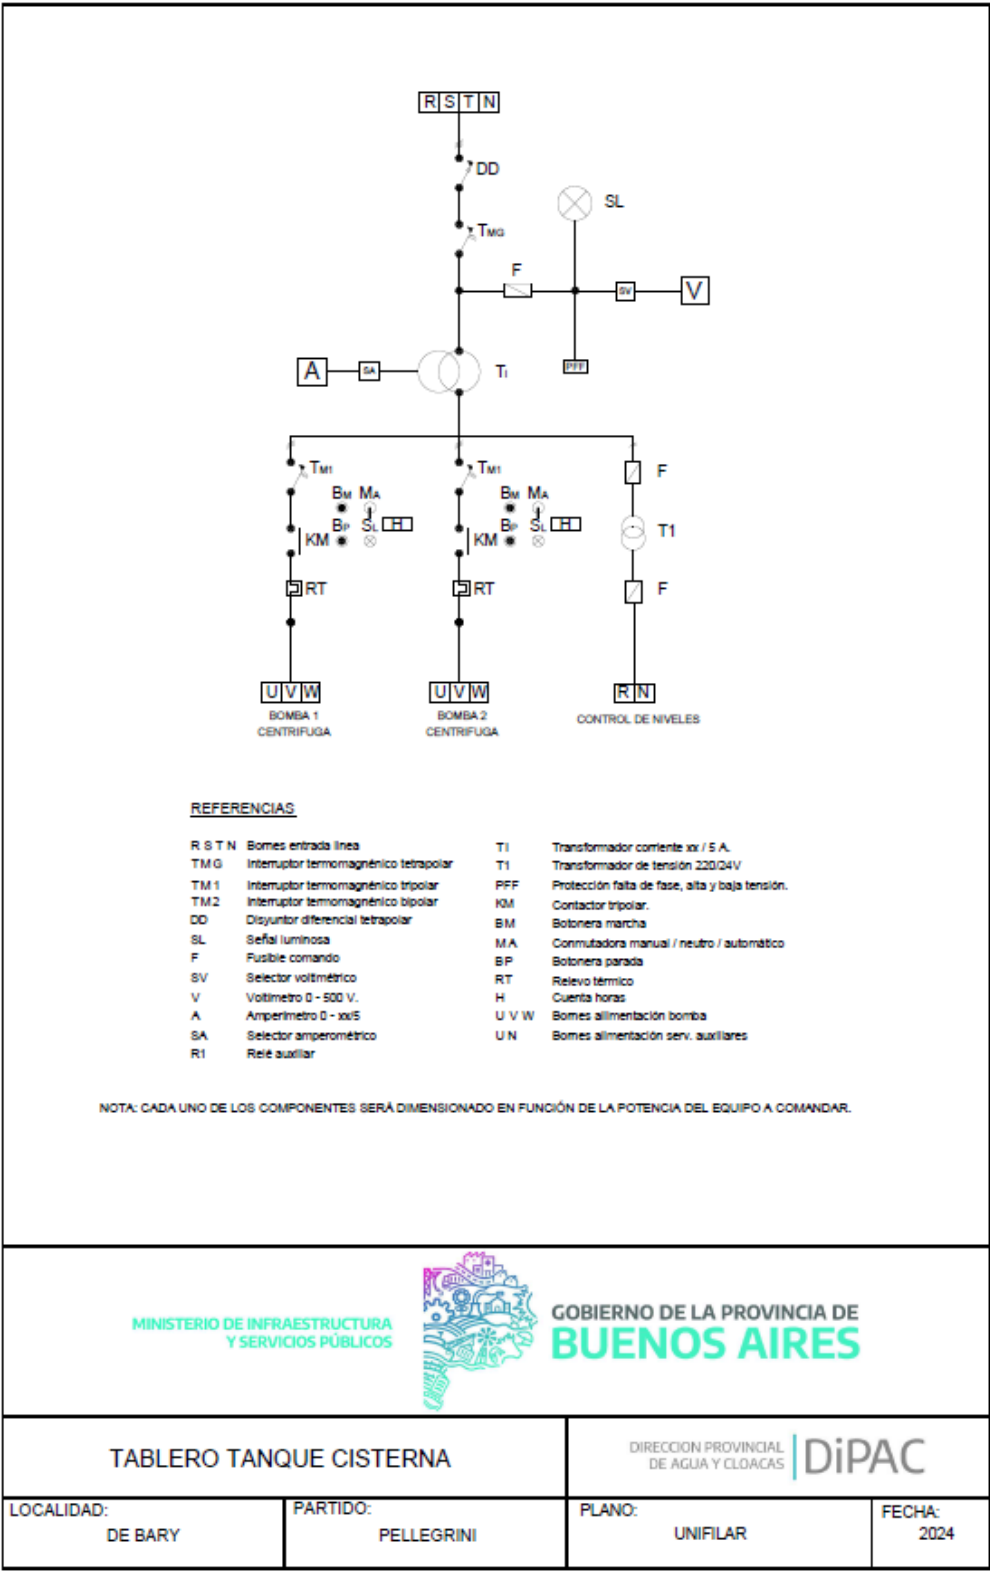 R S T N
DD
SL
TMG
F
SV
V
A
SA
TI
PFF
TM1
TM1
F
BM MA
BM MA
BP SL H
BP SL H
KM
KM
T1
RT
RT
F
U V W
U V W
R N
BOMBA 1
CENTRIFUGA
BOMBA 2
CENTRIFUGA
CONTROL DE NIVELES
REFERENCIAS
R S T N Bornes entrada linea
TMG Interruptor termomagnénico tetrapolar
TM1 Interruptor termomagnénico tripolar
TM2 Interruptor termomagnénico bipolar
DD Disyuntor diferencial tetrapolar
SL Señal luminosa
F Fusible comando
SV Selector voltimétrico
V Voltimetro 0 - 500 V.
A Amperimetro 0 - xx/5
SA Selector amperométrico
R1 Relé auxiliar
TI Transformador corriente xx / 5 A.
T1 Transformador de tensión 220/24V
PFF Protección falta de fase, alta y baja tensión.
KM Contactor tripolar.
BM Botonera marcha
MA Conmutadora manual / neutro / automático
BP Botonera parada
RT Relevo térmico
H Cuenta horas
U V W Bornes alimentación bomba
U N Bornes alimentación serv. auxiliares
NOTA: CADA UNO DE LOS COMPONENTES SERÁ DIMENSIONADO EN FUNCIÓN DE LA POTENCIA DEL EQUIPO A COMANDAR.
MINISTERIO DE INFRAESTRUCTURA
Y SERVICIOS PÚBLICOS
GOBIERNO DE LA PROVINCIA DE
BUENOS AIRES
TABLERO TANQUE CISTERNA
DIRECCION PROVINCIAL
DE AGUA Y CLOACAS
DiPAC
LOCALIDAD:
DE BARY
PARTIDO:
PELLEGRINI
PLANO:
UNIFILAR
FECHA:
2024